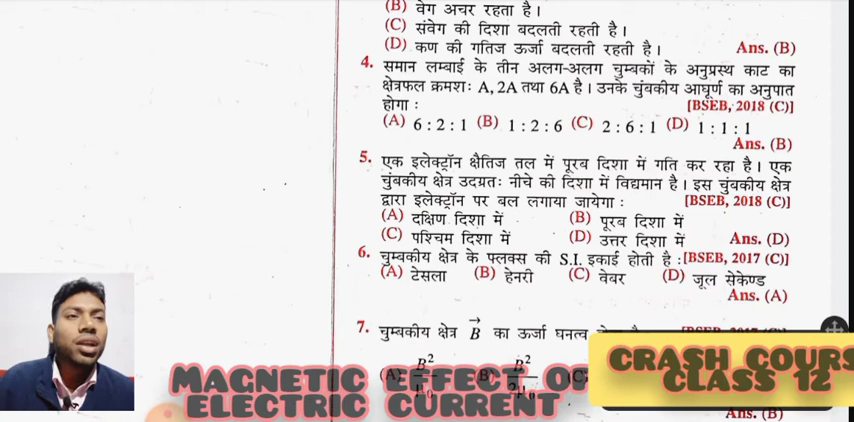 (B) वेग अचर रहता है।
(C) संवेग की दिशा बदलती रहती है।
(D) कण की गतिज ऊर्जा बदलती रहती है। Ans. (B)
4. समान लम्बाई के तीन अलग-अलग चुम्बकों के अनुप्रस्थ काट का
क्षेत्रफल क्रमशः A, 2A तथा 6A है। उनके चुंबकीय आघूर्ण का अनुपात
होगा : [BSEB, 2018 (C)]
(A) 6 : 2 : 1 (B) 1 : 2 : 6 (C) 2 : 6 : 1 (D) 1 : 1 : 1
Ans. (B)
5. एक इलेक्ट्रॉन क्षैतिज तल में पूरब दिशा में गति कर रहा है। एक
चुंबकीय क्षेत्र उदग्रतः नीचे की दिशा में विद्यमान है। इस चुंबकीय क्षेत्र
द्वारा इलेक्ट्रॉन पर बल लगाया जायेगा : [BSEB, 2018 (C)]
(A) दक्षिण दिशा में (B) पूरब दिशा में
(C) पश्चिम दिशा में (D) उत्तर दिशा में Ans. (D)
6. चुम्बकीय क्षेत्र के फ्लक्स की S.I. इकाई होती है : [BSEB, 2017 (C)]
(A) टेसला (B) हेनरी (C) वेबर (D) जूल सेकेण्ड
Ans. (A)
7. चुम्बकीय क्षेत्र B⃗ का ऊर्जा घनत्व
MAGNETIC EFFECT OF
ELECTRIC CURRENT
CRASH COURS
CLASS 12
Ans. (B)